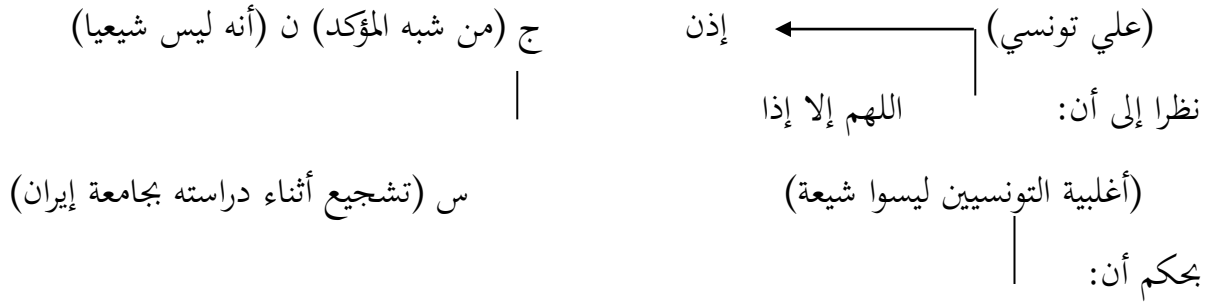 (علي تونسي) إذن ج (من شبه المؤكد) ن (أنه ليس شيعيا)
نظرا إلى أن: اللهم إلا إذا
(أغلبية التونسيين ليسوا شيعة) س (تشجيع أثناء دراسته بجامعة إيران)
بحكم أن: